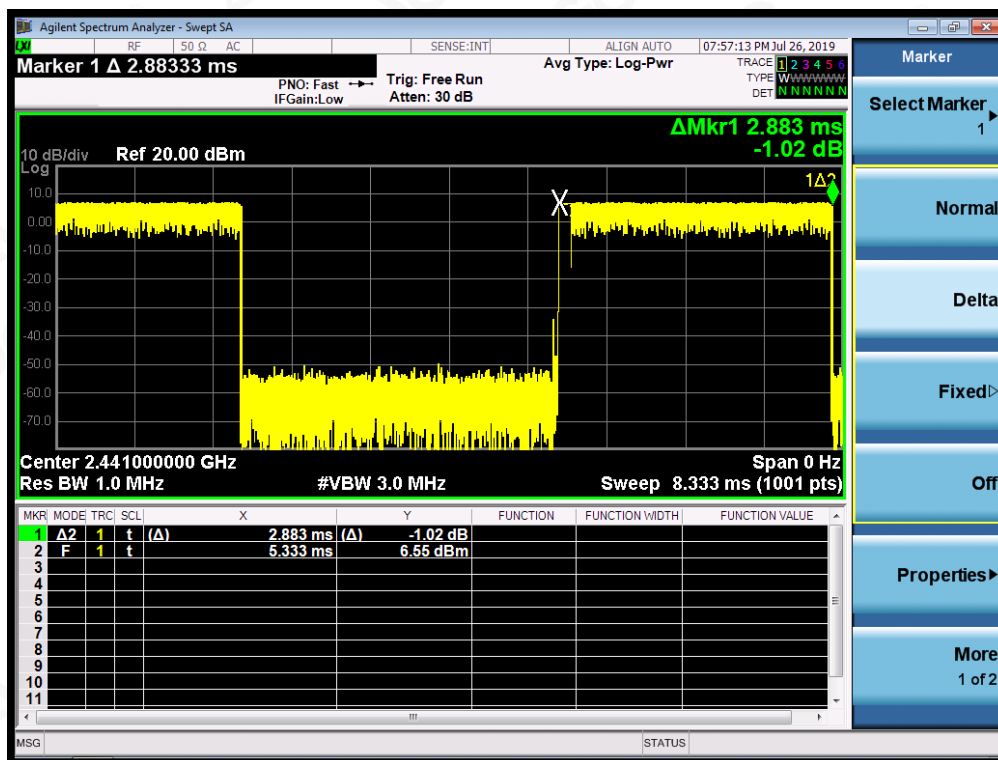 Agilent Spectrum Analyzer - Swept SA
LXI RF 50 Ω AC SENSE:INT ALIGN AUTO 07:57:13 PM Jul 26, 2019
Marker 1 Δ 2.88333 ms
PNO: Fast
IFGain:Low
Trig: Free Run
Atten: 30 dB
Avg Type: Log-Pwr
TRACE 1 2 3 4 5 6
TYPE WWWWWWW
DET N N N N N N
ΔMkr1 2.883 ms
-1.02 dB
10 dB/div Ref 20.00 dBm
Log
1Δ2
10.0
0.00
-10.0
-20.0
-30.0
-40.0
-50.0
-60.0
-70.0
Center 2.441000000 GHz Span 0 Hz
Res BW 1.0 MHz #VBW 3.0 MHz Sweep 8.333 ms (1001 pts)
MKR MODE TRC SCL X Y FUNCTION FUNCTION WIDTH FUNCTION VALUE
1 Δ2 1 t (Δ) 2.883 ms (Δ) -1.02 dB
2 F 1 t 5.333 ms 6.55 dBm
3
4
5
6
7
8
9
10
11
MSG STATUS
Marker
Select Marker
1
Normal
Delta
Fixed
Off
Properties
More
1 of 2